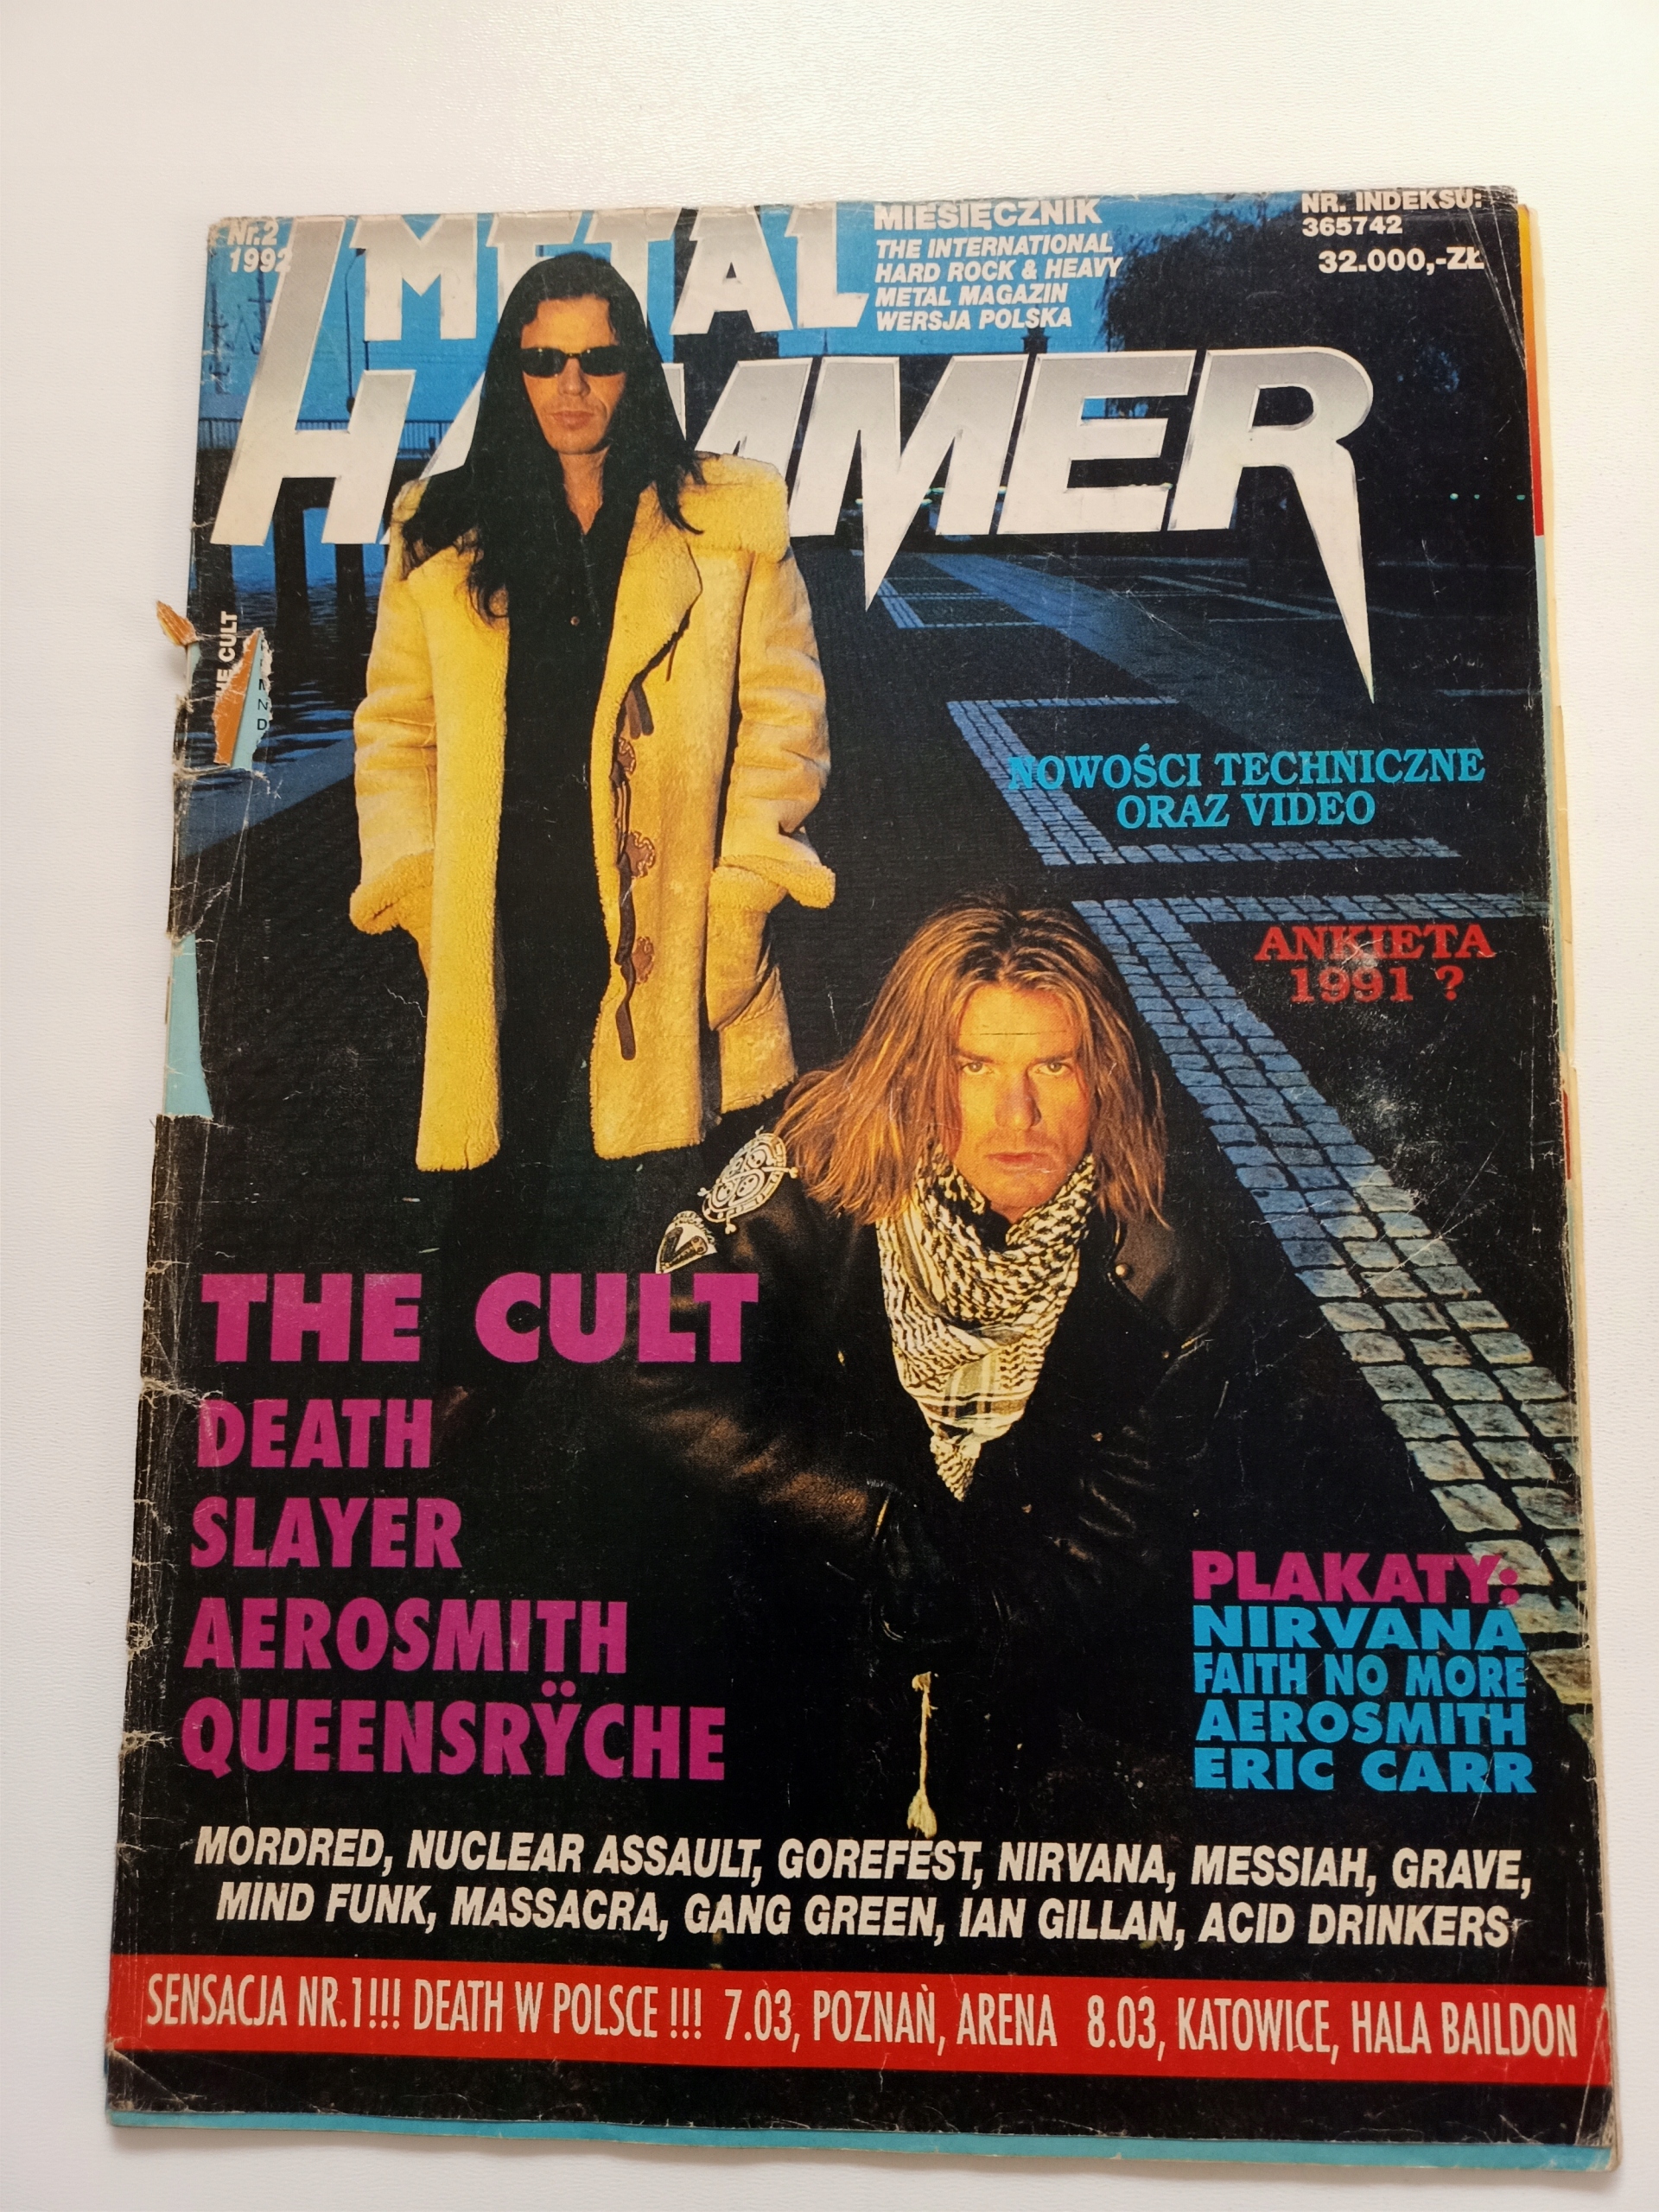 Nr.2
1992
METAL
HAMMER
MIESIĘCZNIK
THE INTERNATIONAL
HARD ROCK & HEAVY
METAL MAGAZIN
WERSJA POLSKA
NR. INDEKSU:
365742
32.000,-ZŁ
CULT
NOWOŚCI TECHNICZNE
ORAZ VIDEO
ANKIETA
1991 ?
THE CULT
DEATH
SLAYER
AEROSMITH
QUEENSRŸCHE
PLAKATY:
NIRVANA
FAITH NO MORE
AEROSMITH
ERIC CARR
MORDRED, NUCLEAR ASSAULT, GOREFEST, NIRVANA, MESSIAH, GRAVE,
MIND FUNK, MASSACRA, GANG GREEN, IAN GILLAN, ACID DRINKERS
SENSACJA NR.1!!! DEATH W POLSCE !!! 7.03, POZNAŃ, ARENA 8.03, KATOWICE, HALA BAILDON